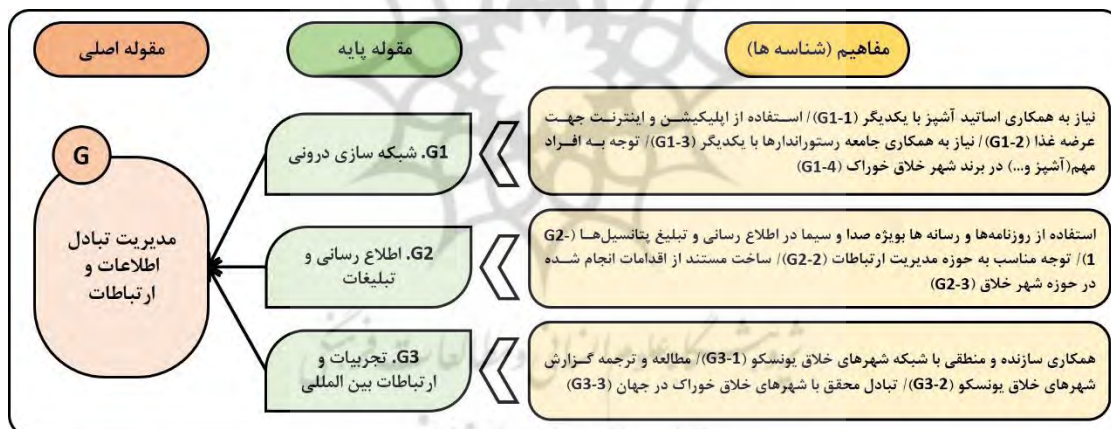 مفاهیم (شناسه ها)
مقوله پایه
مقوله اصلی
نیاز به همکاری اساتید آشپز با یکدیگر (G1-1)/ استفاده از اپلیکیشن و اینترنت جهت
عرضه غذا (G1-2)/ نیاز به همکاری جامعه رستوراندارها با یکدیگر (G1-3)/ توجه به افراد
مهم(آشپز و...) در برند شهر خلاق خوراک (G1-4)
G1. شبکه سازی درونی
G
مدیریت تبادل
اطلاعات و
ارتباطات
استفاده از روزنامه‌ها و رسانه ها بویژه صدا و سیما در اطلاع رسانی و تبلیغ پتانسیل‌ها (G2-
1)/ توجه مناسب به حوزه مدیریت ارتباطات (G2-2)/ ساخت مستند از اقدامات انجام شده
در حوزه شهر خلاق (G2-3)
G2. اطلاع رسانی و
تبلیغات
همکاری سازنده و منطقی با شبکه شهرهای خلاق یونسکو (G3-1)/ مطالعه و ترجمه گزارش
شهرهای خلاق یونسکو (G3-2)/ تبادل محقق با شهرهای خلاق خوراک در جهان (G3-3)
G3. تجربیات و
ارتباطات بین المللی
پژوهشگاه علوم انسانی و مطالعات فرهنگی